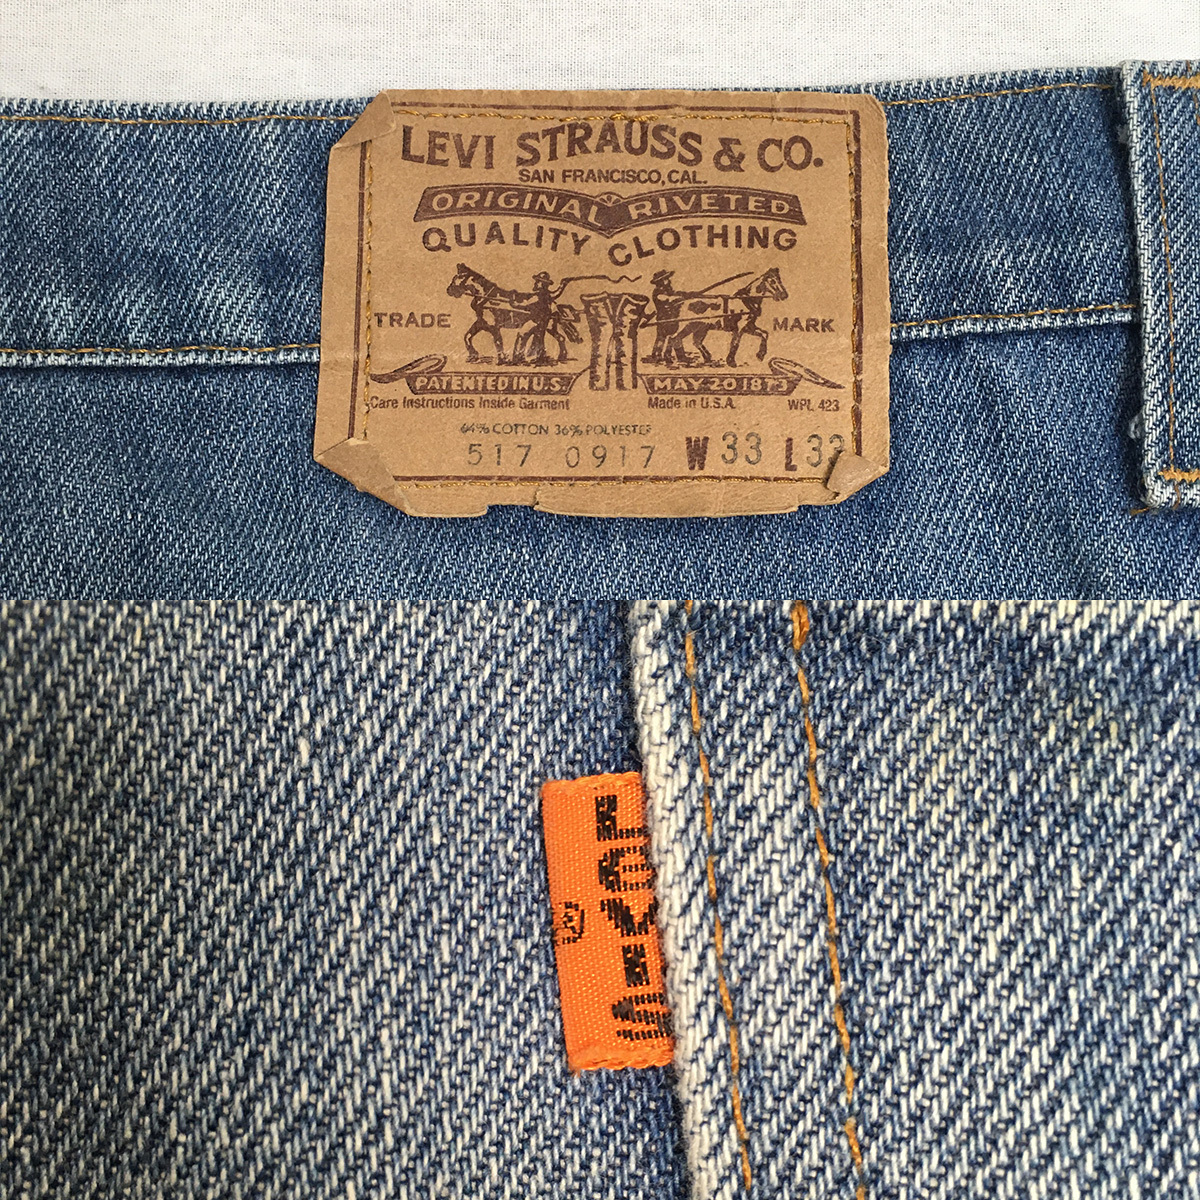 LEVI STRAUSS & CO.
SAN FRANCISCO, CAL.
ORIGINAL RIVETED
QUALITY CLOTHING
TRADE MARK
PATENTED IN U.S. MAY 20 1873
Care Instructions Inside Garment Made in U.S.A. WPL 423
64% COTTON 36% POLYESTER
517 0917 W 33 L 32
LEVI'S
®